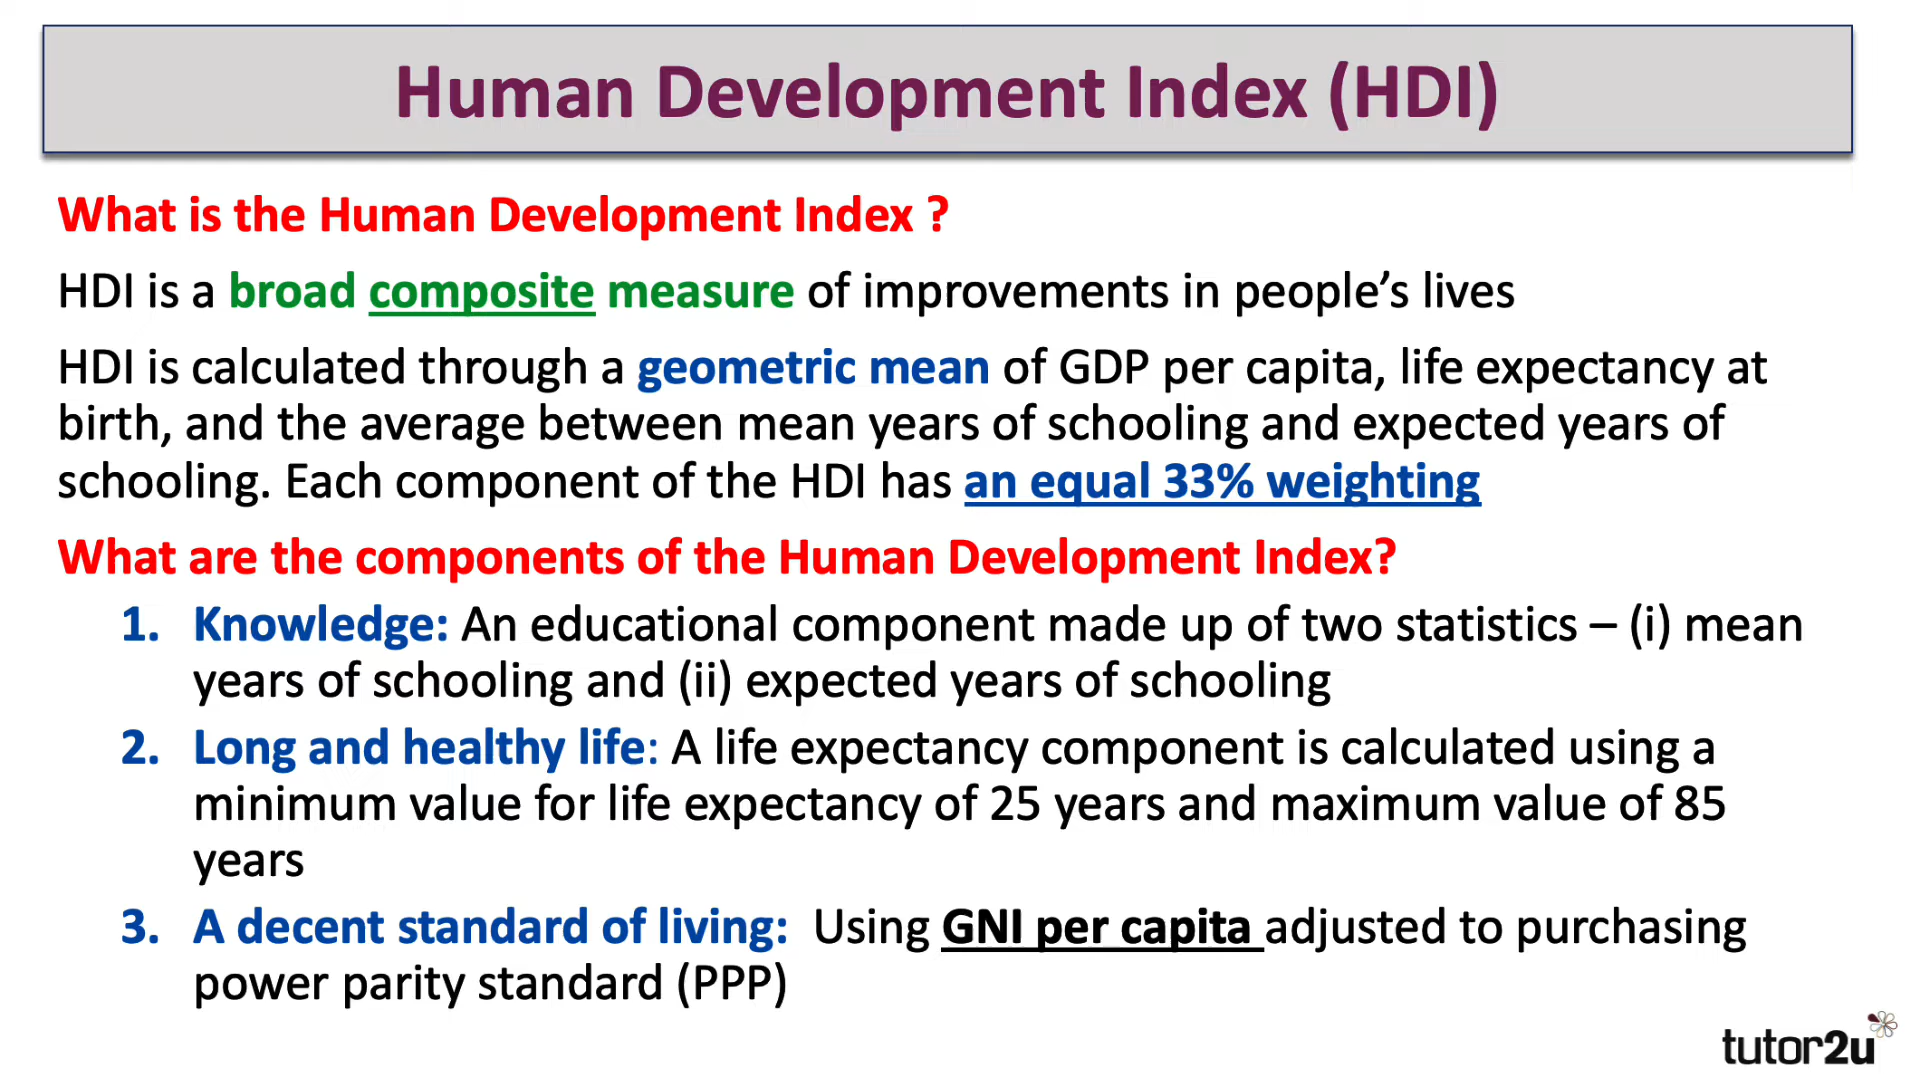 Human Development Index (HDI)
What is the Human Development Index ?
HDI is a broad composite measure of improvements in people’s lives
HDI is calculated through a geometric mean of GDP per capita, life expectancy at
birth, and the average between mean years of schooling and expected years of
schooling. Each component of the HDI has an equal 33% weighting
What are the components of the Human Development Index?
1. Knowledge: An educational component made up of two statistics – (i) mean
years of schooling and (ii) expected years of schooling
2. Long and healthy life: A life expectancy component is calculated using a
minimum value for life expectancy of 25 years and maximum value of 85
years
3. A decent standard of living: Using GNI per capita adjusted to purchasing
power parity standard (PPP)
tutor2u